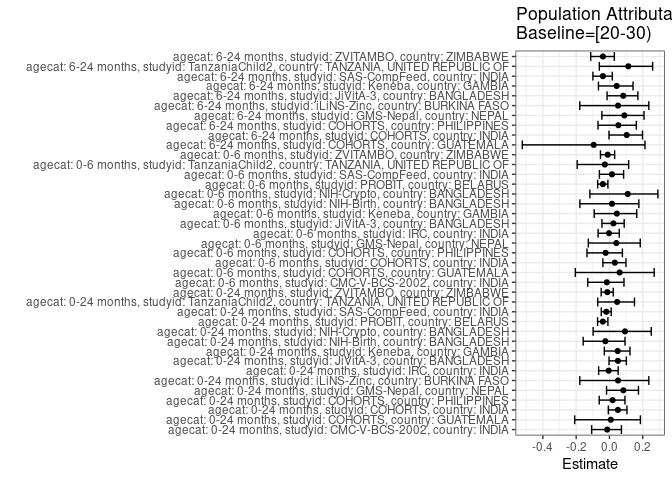 Population Attributa
Baseline=[20-30)
agecat: 6-24 months, studyid: ZVITAMBO, country: ZIMBABWE
agecat: 6-24 months, studyid: TanzaniaChild2, country: TANZANIA, UNITED REPUBLIC OF
agecat: 6-24 months, studyid: SAS-CompFeed, country: INDIA
agecat: 6-24 months, studyid: Keneba, country: GAMBIA
agecat: 6-24 months, studyid: JiVitA-3, country: BANGLADESH
agecat: 6-24 months, studyid: iLiNS-Zinc, country: BURKINA FASO
agecat: 6-24 months, studyid: GMS-Nepal, country: NEPAL
agecat: 6-24 months, studyid: COHORTS, country: PHILIPPINES
agecat: 6-24 months, studyid: COHORTS, country: INDIA
agecat: 6-24 months, studyid: COHORTS, country: GUATEMALA
agecat: 0-6 months, studyid: ZVITAMBO, country: ZIMBABWE
agecat: 0-6 months, studyid: TanzaniaChild2, country: TANZANIA, UNITED REPUBLIC OF
agecat: 0-6 months, studyid: SAS-CompFeed, country: INDIA
agecat: 0-6 months, studyid: PROBIT, country: BELARUS
agecat: 0-6 months, studyid: NIH-Crypto, country: BANGLADESH
agecat: 0-6 months, studyid: NIH-Birth, country: BANGLADESH
agecat: 0-6 months, studyid: Keneba, country: GAMBIA
agecat: 0-6 months, studyid: JiVitA-3, country: BANGLADESH
agecat: 0-6 months, studyid: IRC, country: INDIA
agecat: 0-6 months, studyid: GMS-Nepal, country: NEPAL
agecat: 0-6 months, studyid: COHORTS, country: PHILIPPINES
agecat: 0-6 months, studyid: COHORTS, country: INDIA
agecat: 0-6 months, studyid: COHORTS, country: GUATEMALA
agecat: 0-6 months, studyid: CMC-V-BCS-2002, country: INDIA
agecat: 0-24 months, studyid: ZVITAMBO, country: ZIMBABWE
agecat: 0-24 months, studyid: TanzaniaChild2, country: TANZANIA, UNITED REPUBLIC OF
agecat: 0-24 months, studyid: SAS-CompFeed, country: INDIA
agecat: 0-24 months, studyid: PROBIT, country: BELARUS
agecat: 0-24 months, studyid: NIH-Crypto, country: BANGLADESH
agecat: 0-24 months, studyid: NIH-Birth, country: BANGLADESH
agecat: 0-24 months, studyid: Keneba, country: GAMBIA
agecat: 0-24 months, studyid: JiVitA-3, country: BANGLADESH
agecat: 0-24 months, studyid: IRC, country: INDIA
agecat: 0-24 months, studyid: iLiNS-Zinc, country: BURKINA FASO
agecat: 0-24 months, studyid: GMS-Nepal, country: NEPAL
agecat: 0-24 months, studyid: COHORTS, country: PHILIPPINES
agecat: 0-24 months, studyid: COHORTS, country: INDIA
agecat: 0-24 months, studyid: COHORTS, country: GUATEMALA
agecat: 0-24 months, studyid: CMC-V-BCS-2002, country: INDIA
-0.4 -0.2 0.0 0.2
Estimate